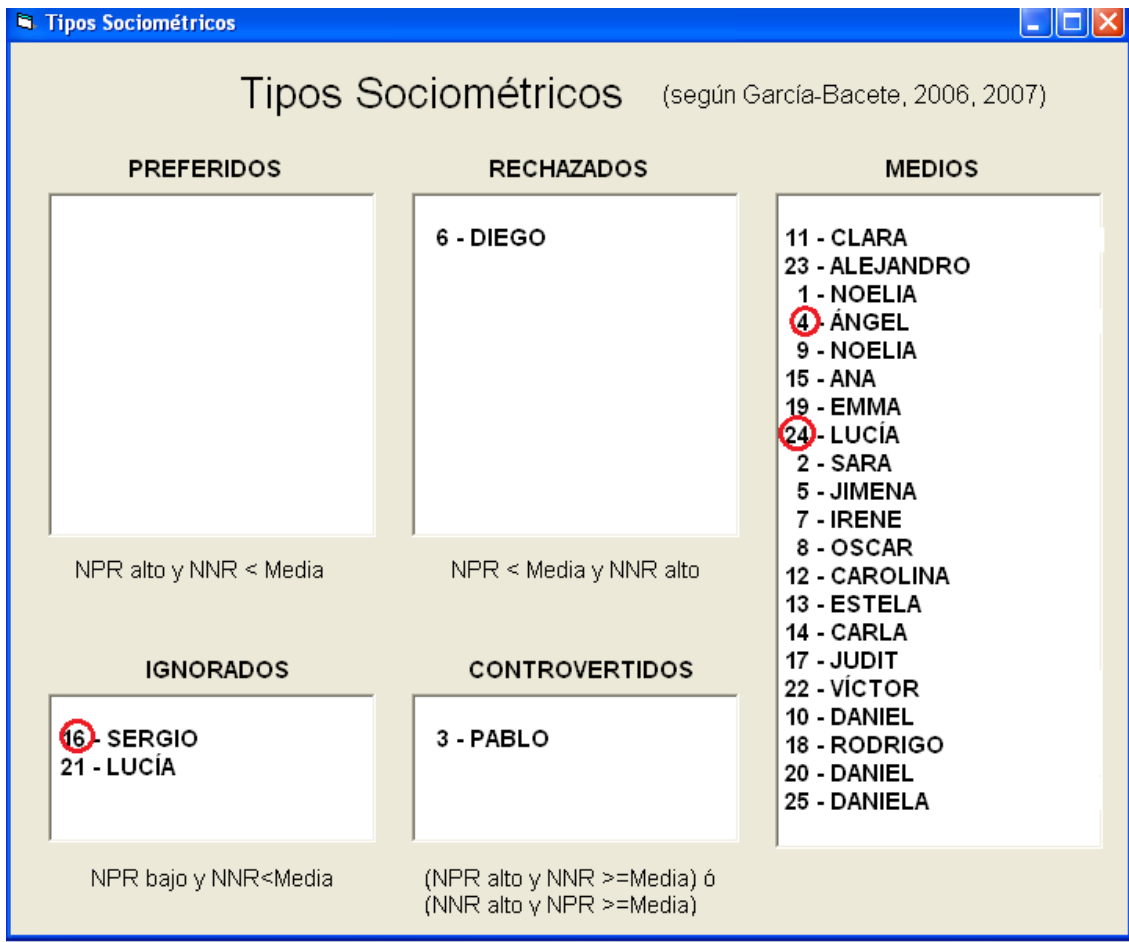 Tipos Sociométricos
Tipos Sociométricos (según García-Bacete, 2006, 2007)
PREFERIDOS
NPR alto y NNR < Media
RECHAZADOS
6 - DIEGO
NPR < Media y NNR alto
MEDIOS
11 - CLARA
23 - ALEJANDRO
1 - NOELIA
4 - ÁNGEL
9 - NOELIA
15 - ANA
19 - EMMA
24 - LUCÍA
2 - SARA
5 - JIMENA
7 - IRENE
8 - OSCAR
12 - CAROLINA
13 - ESTELA
14 - CARLA
17 - JUDIT
22 - VÍCTOR
10 - DANIEL
18 - RODRIGO
20 - DANIEL
25 - DANIELA
IGNORADOS
16 - SERGIO
21 - LUCÍA
NPR bajo y NNR<Media
CONTROVERTIDOS
3 - PABLO
(NPR alto y NNR >=Media) ó
(NNR alto y NPR >=Media)